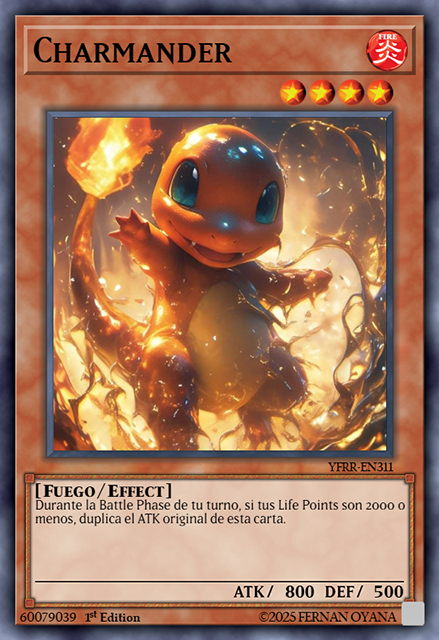 CHARMANDER
FIRE
炎
YFRR-EN311
[FUEGO/EFFECT]
Durante la Battle Phase de tu turno, si tus Life Points son 2000 o
menos, duplica el ATK original de esta carta.
ATK/ 800 DEF/ 500
60079039 1st Edition ©2025 FERNAN OYANA